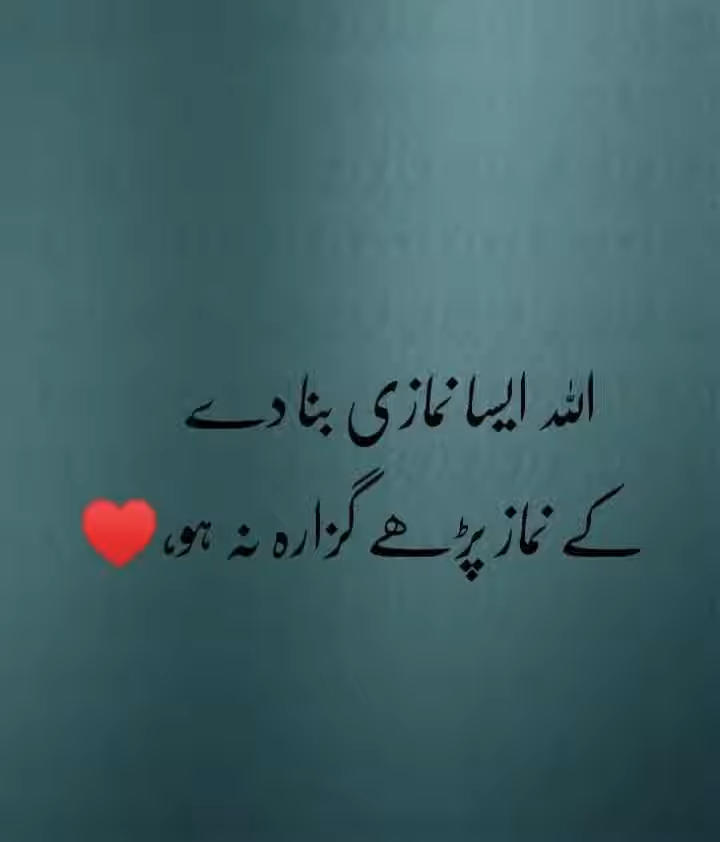 اللہ ایسا نمازی بنا دے
کے نماز پڑھے گزارہ نہ ہو،❤️